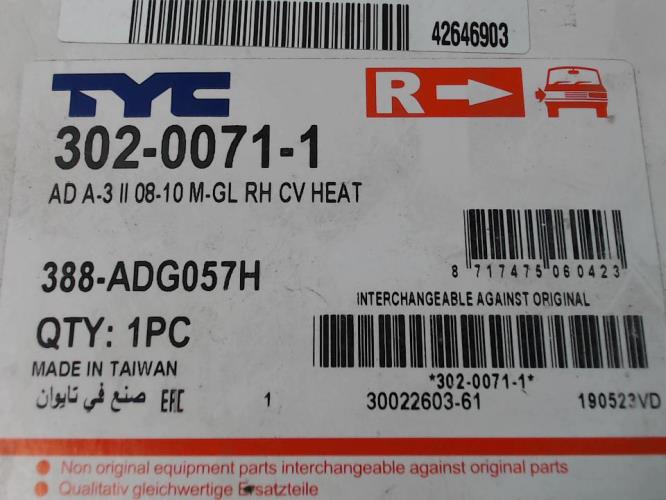 42646903
TYC
R
302-0071-1
AD A-3 II 08-10 M-GL RH CV HEAT
388-ADG057H
8 717475 060423
INTERCHANGEABLE AGAINST ORIGINAL
QTY: 1PC
MADE IN TAIWAN
*302-0071-1*
صنع في تايوان EAC 1 30022603-61 190523VD
Non original equipment parts interchangeable against original parts
Qualitativ gleichwertige Ersatzteile